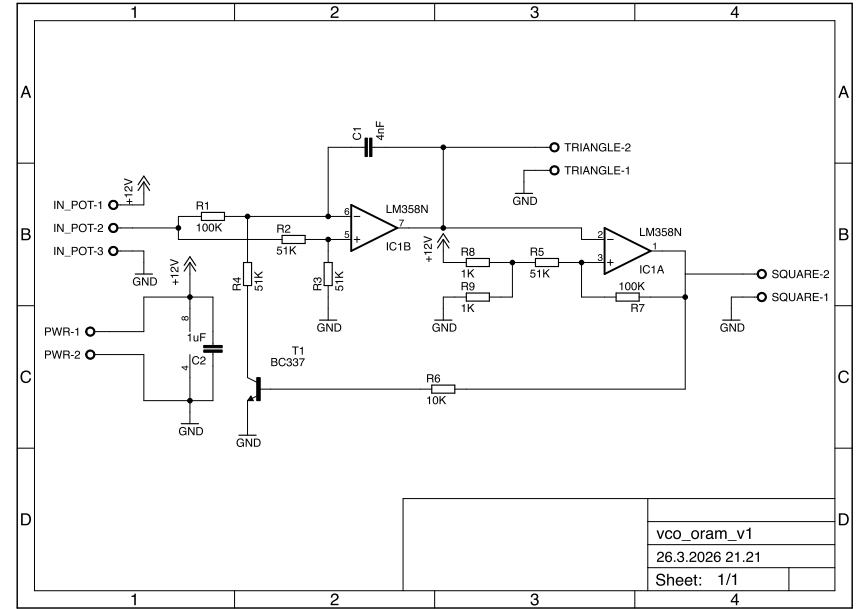 1 2 3 4
A A
C1
4nF
TRIANGLE-2
TRIANGLE-1
GND
+12V
IN_POT-1
IN_POT-2
IN_POT-3
GND
R1
100K
R2
51K
R3
51K
R4
51K
6
5
7
LM358N
IC1B
GND
B B
+12V
R8
1K
R9
1K
GND
R5
51K
2
3
1
LM358N
IC1A
100K
R7
SQUARE-2
SQUARE-1
GND
+12V
PWR-1
PWR-2
8
4
1uF
C2
GND
T1
BC337
GND
R6
10K
C C
D D
vco_oram_v1
26.3.2026 21.21
Sheet: 1/1
1 2 3 4